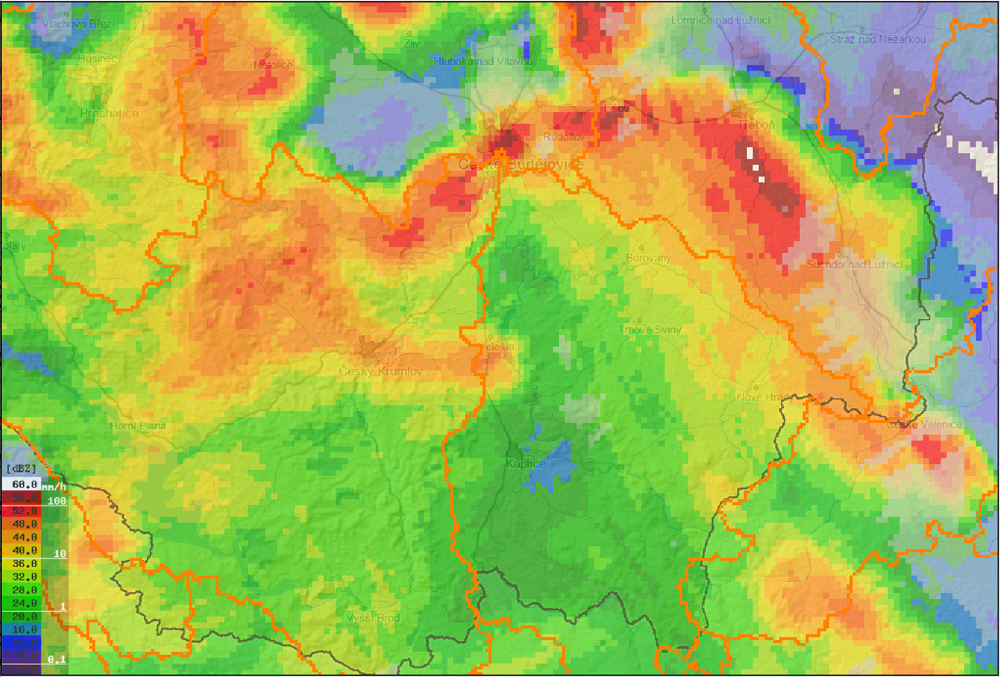 Vlachovo Březí
Lomnice nad Lužnicí
Stráž nad Nežárkou
Zliv
Husinec
Netolice
Hluboká nad Vltavou
Prachatice
Lišov
Třeboň
Rudolfov
České Budějovice
olary
Borovany
Suchdol nad Lužnicí
Trhové Sviny
elešín
Český Krumlov
Nové Hrady
Horní Planá
České Velenice
Kaplice
[dBZ]
60.0
mm/h
56.0
100
52.0
48.0
44.0
40.0
10
36.0
32.0
28.0
24.0
1
20.0
Vyšší Brod
16.0
12.0
0.1